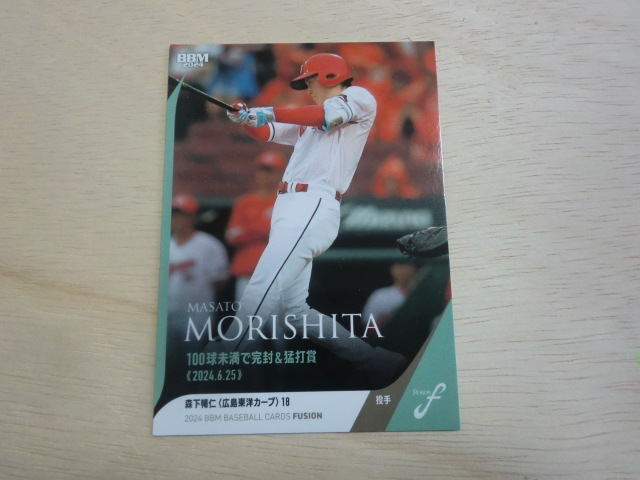 BBM
2024
MASATO
MORISHITA
100球未満で完封&猛打賞
《2024.6.25》
森下暢仁〈広島東洋カープ〉18
投手
2024 BBM BASEBALL CARDS FUSION
FUSION
f